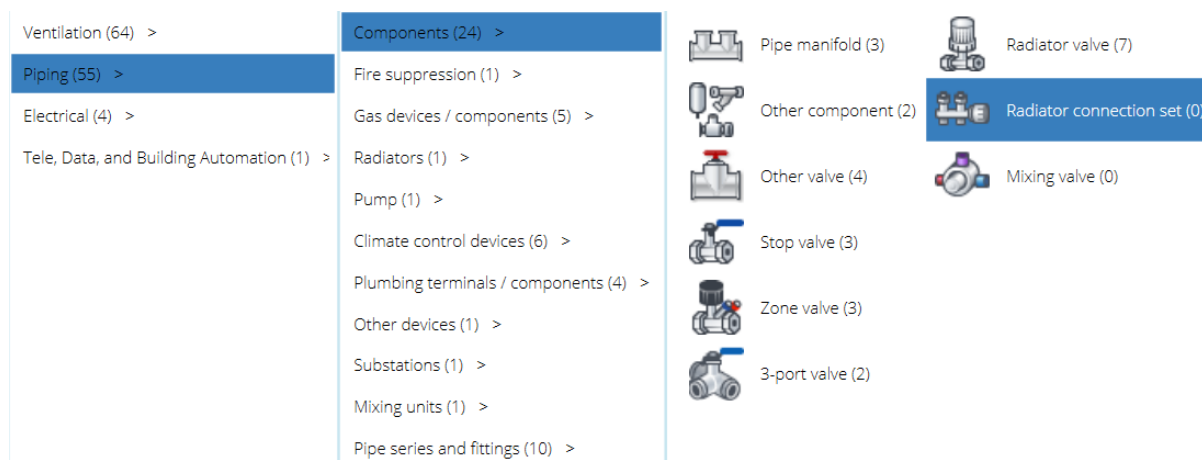 Ventilation (64) >
Piping (55) >
Electrical (4) >
Tele, Data, and Building Automation (1) >
Components (24) >
Fire suppression (1) >
Gas devices / components (5) >
Radiators (1) >
Pump (1) >
Climate control devices (6) >
Plumbing terminals / components (4) >
Other devices (1) >
Substations (1) >
Mixing units (1) >
Pipe series and fittings (10) >
Pipe manifold (3)
Other component (2)
Other valve (4)
Stop valve (3)
Zone valve (3)
3-port valve (2)
Radiator valve (7)
Radiator connection set (0)
Mixing valve (0)